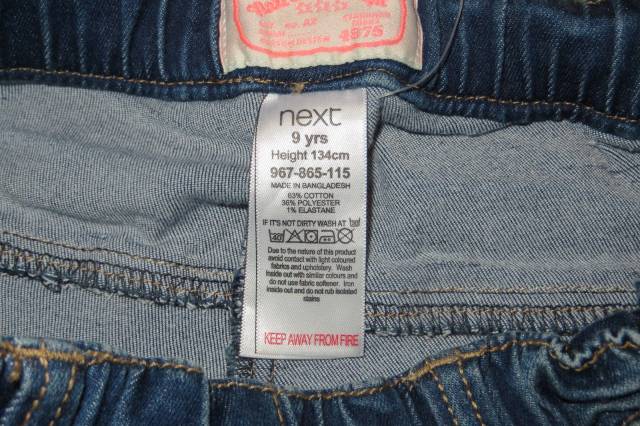 4975
next
9 yrs
Height 134cm
967-865-115
MADE IN BANGLADESH
63% COTTON
36% POLYESTER
1% ELASTANE
IF IT'S NOT DIRTY WASH AT 30
40
Due to the nature of this product
avoid contact with light coloured
fabrics and upholstery. Wash
inside out with similar colours and
do not use fabric softener. Iron
inside out and do not rub isolated
stains
KEEP AWAY FROM FIRE